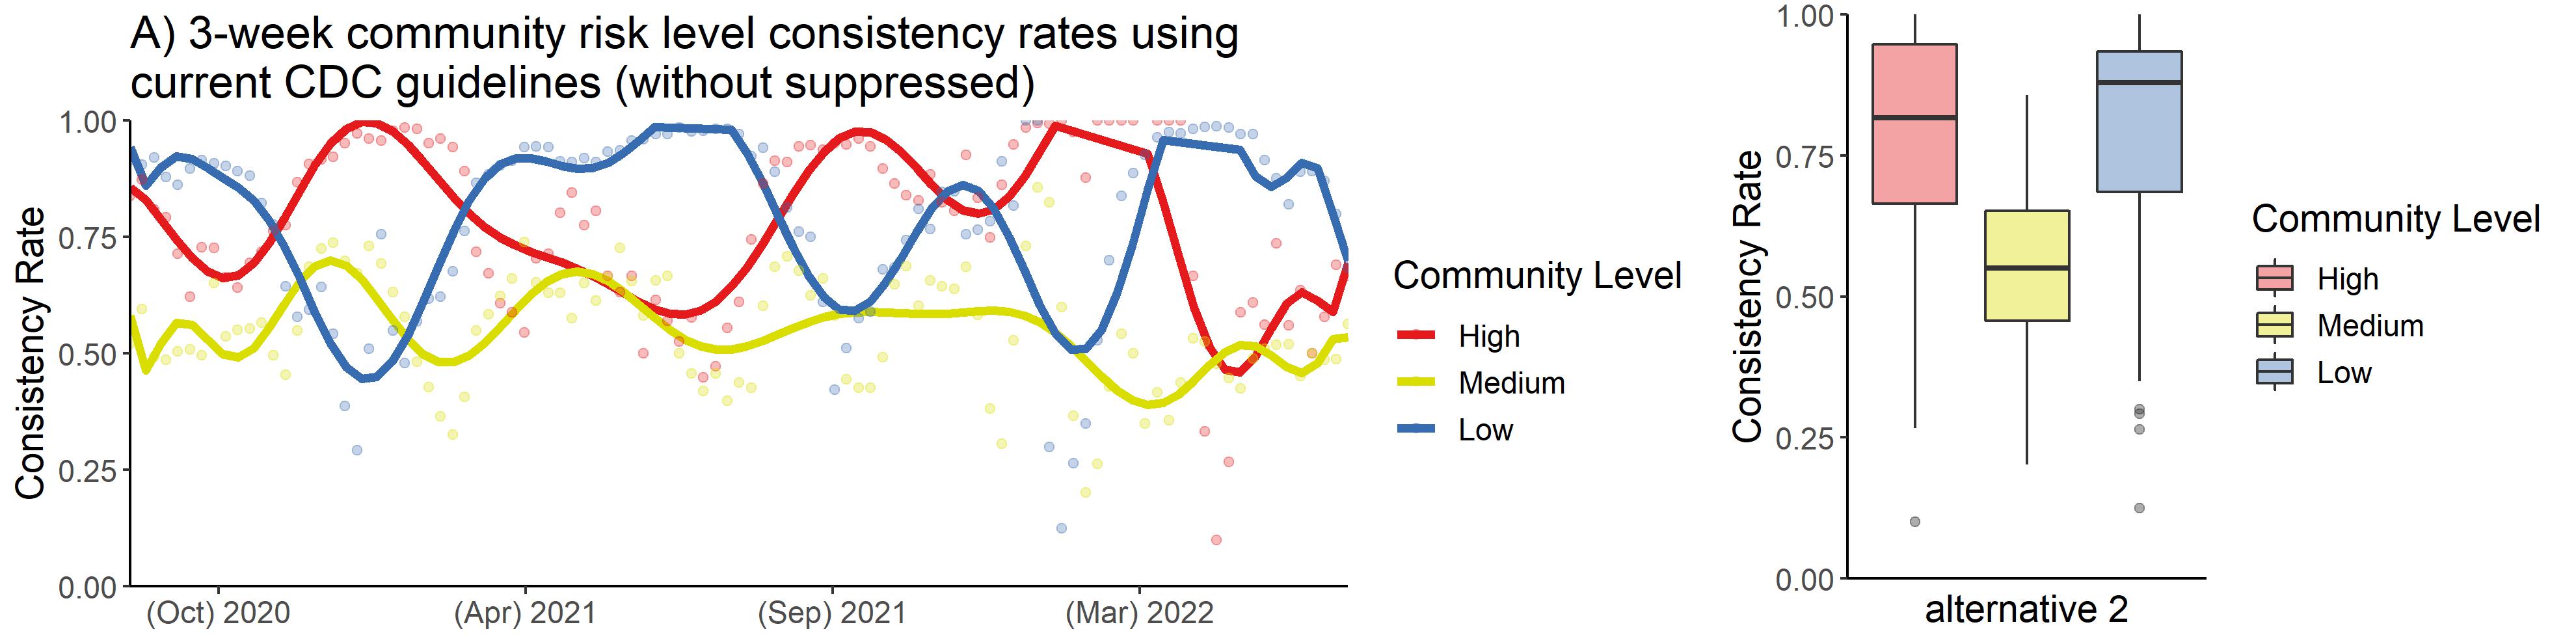 A) 3-week community risk level consistency rates using
current CDC guidelines (without suppressed)
Consistency Rate
1.00
0.75
0.50
0.25
0.00
(Oct) 2020
(Apr) 2021
(Sep) 2021
(Mar) 2022
Community Level
High
Medium
Low
Consistency Rate
1.00
0.75
0.50
0.25
0.00
alternative 2
Community Level
High
Medium
Low